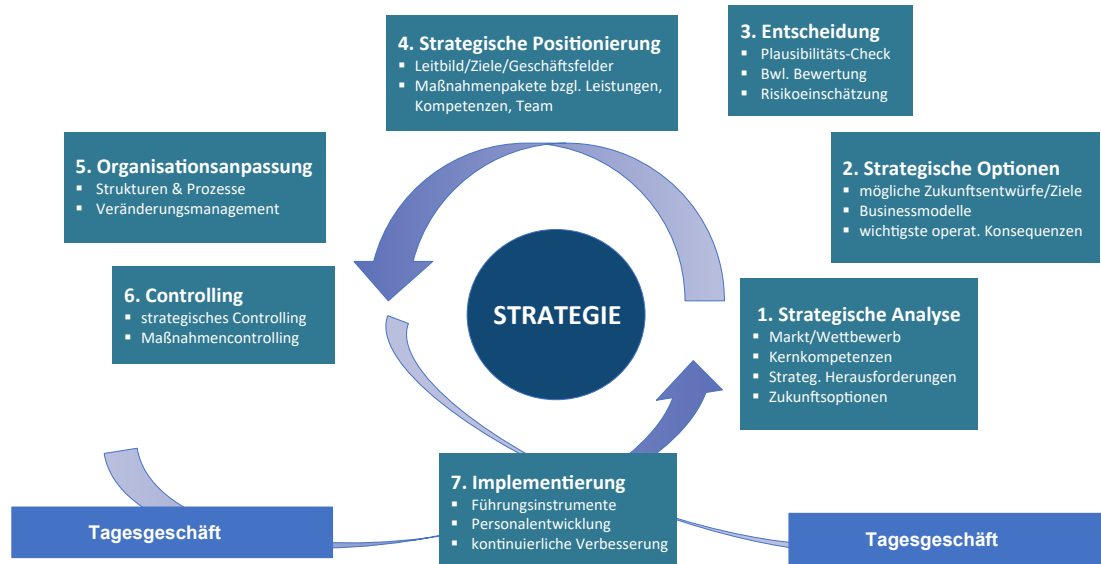 3. Entscheidung
▪ Plausibilitäts-Check
▪ Bwl. Bewertung
▪ Risikoeinschätzung
4. Strategische Positionierung
▪ Leitbild/Ziele/Geschäftsfelder
▪ Maßnahmenpakete bzgl. Leistungen,
Kompetenzen, Team
5. Organisationsanpassung
▪ Strukturen & Prozesse
▪ Veränderungsmanagement
2. Strategische Optionen
▪ mögliche Zukunftsentwürfe/Ziele
▪ Businessmodelle
▪ wichtigste operat. Konsequenzen
6. Controlling
▪ strategisches Controlling
▪ Maßnahmencontrolling
STRATEGIE
1. Strategische Analyse
▪ Markt/Wettbewerb
▪ Kernkompetenzen
▪ Strateg. Herausforderungen
▪ Zukunftsoptionen
7. Implementierung
▪ Führungsinstrumente
▪ Personalentwicklung
▪ kontinuierliche Verbesserung
Tagesgeschäft
Tagesgeschäft